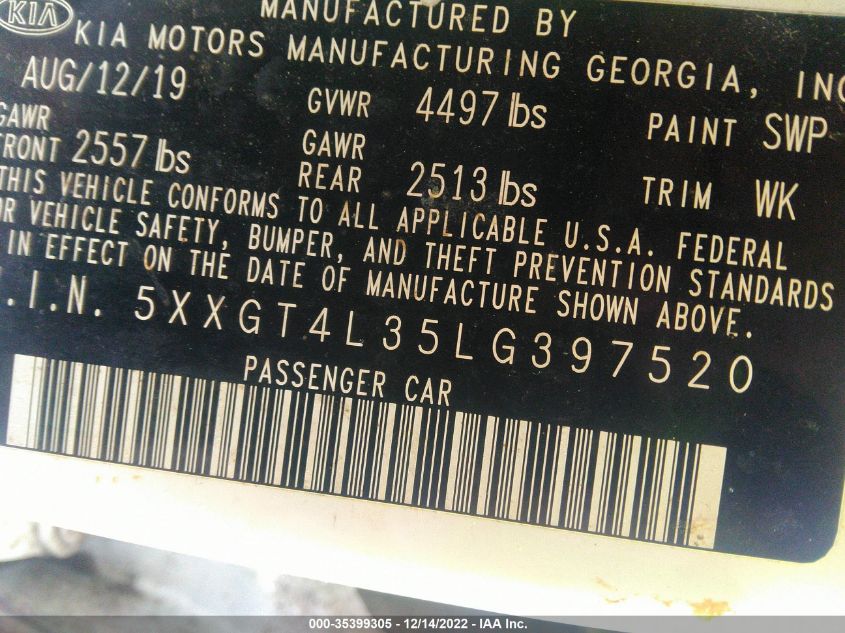 KIA
MANUFACTURED BY
KIA MOTORS MANUFACTURING GEORGIA, INC
AUG/12/19 GVWR 4497 lbs PAINT SWP
GAWR FRONT 2557 lbs GAWR REAR 2513 lbs TRIM WK
THIS VEHICLE CONFORMS TO ALL APPLICABLE U.S.A. FEDERAL
OR VEHICLE SAFETY, BUMPER, AND THEFT PREVENTION STANDARDS
IN EFFECT ON THE DATE OF MANUFACTURE SHOWN ABOVE.
.I.N. 5XXGT4L35LG397520
PASSENGER CAR
000-35399305 - 12/14/2022 - IAA Inc.